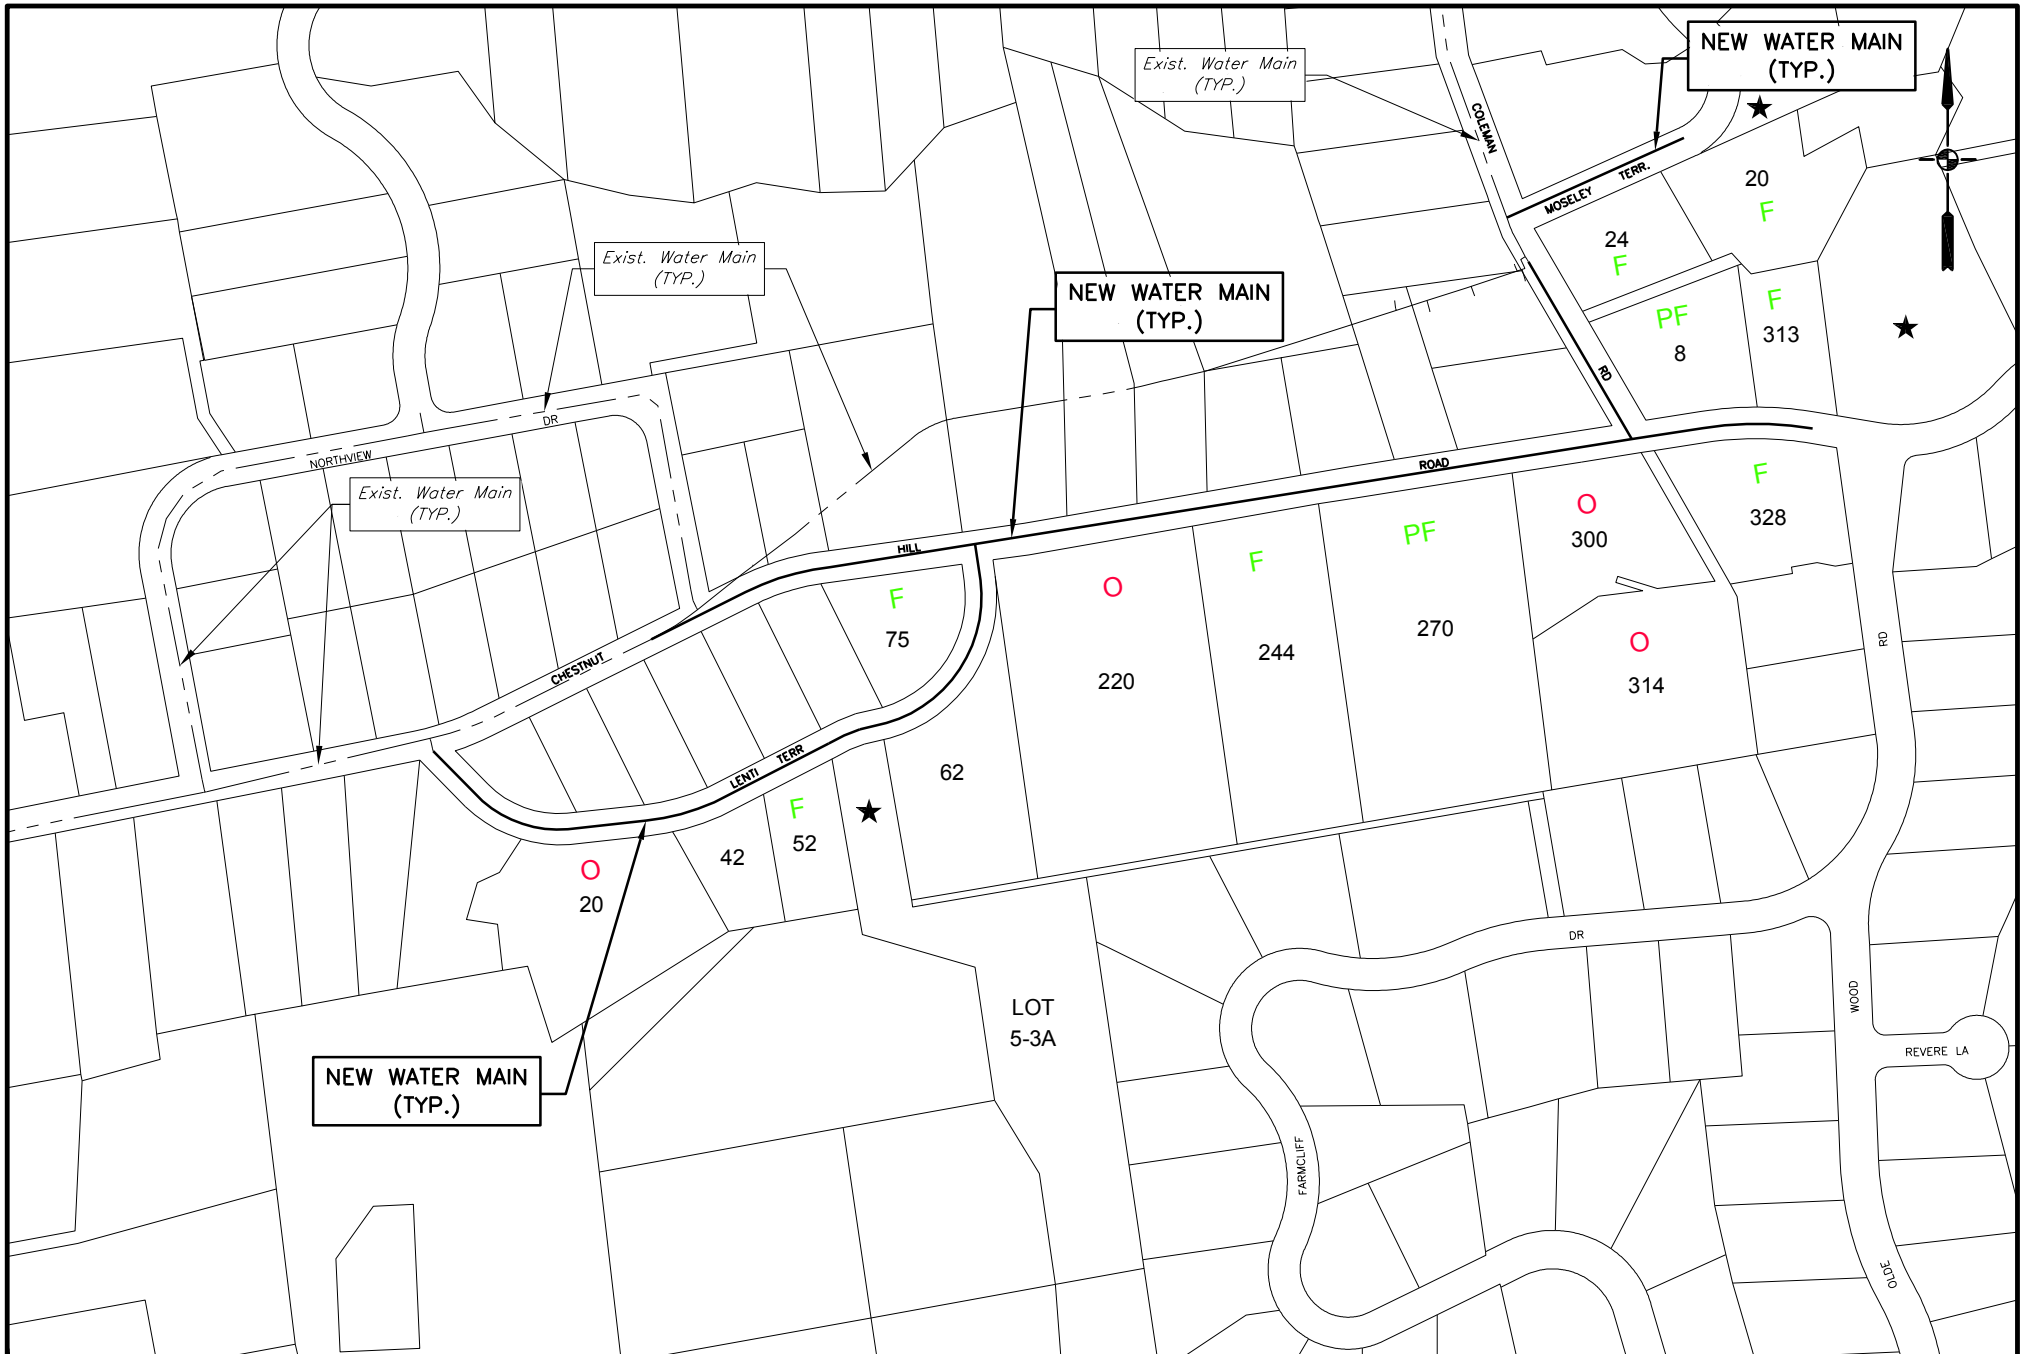 NEW WATER MAIN
(TYP.)
Exist. Water Main
(TYP.)
COLEMAN
MOSELEY TERR.
20
F
24
F
Exist. Water Main
(TYP.)
NEW WATER MAIN
(TYP.)
PF
8
F
313
RD
DR
NORTHVIEW
Exist. Water Main
(TYP.)
ROAD
HILL
F
328
O
300
PF
270
F
244
O
220
F
75
O
314
RD
CHESTNUT
LENTI TERR
62
F
52
42
O
20
DR
WOOD
LOT
5-3A
REVERE LA
NEW WATER MAIN
(TYP.)
FARMCLIFF
OLDE